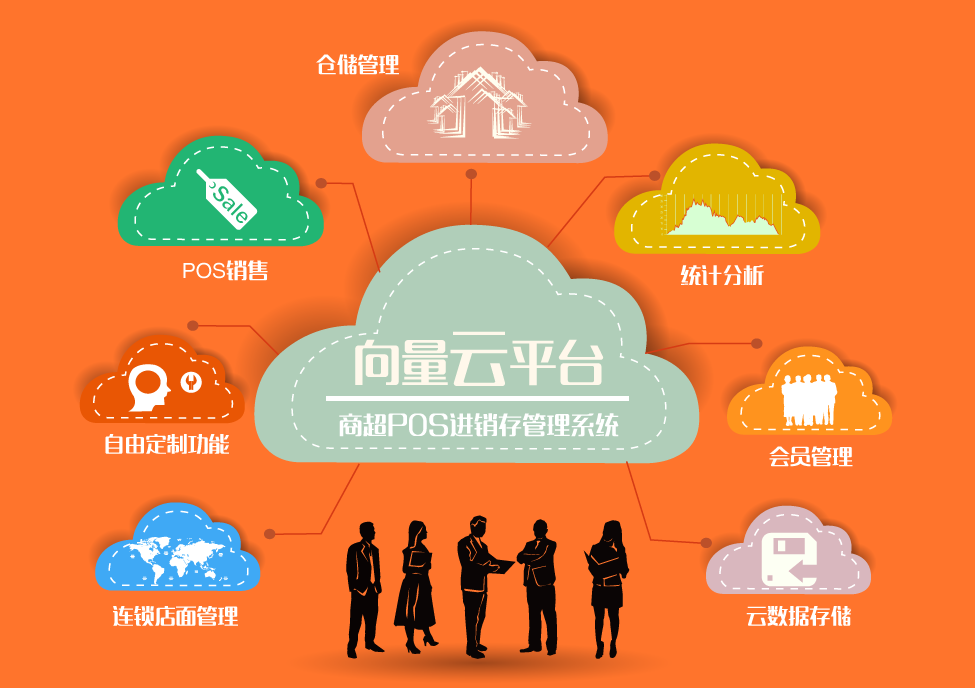 仓储管理
Sale
POS销售
统计分析
向量云平台
商超POS进销存管理系统
自由定制功能
会员管理
连锁店面管理
云数据存储